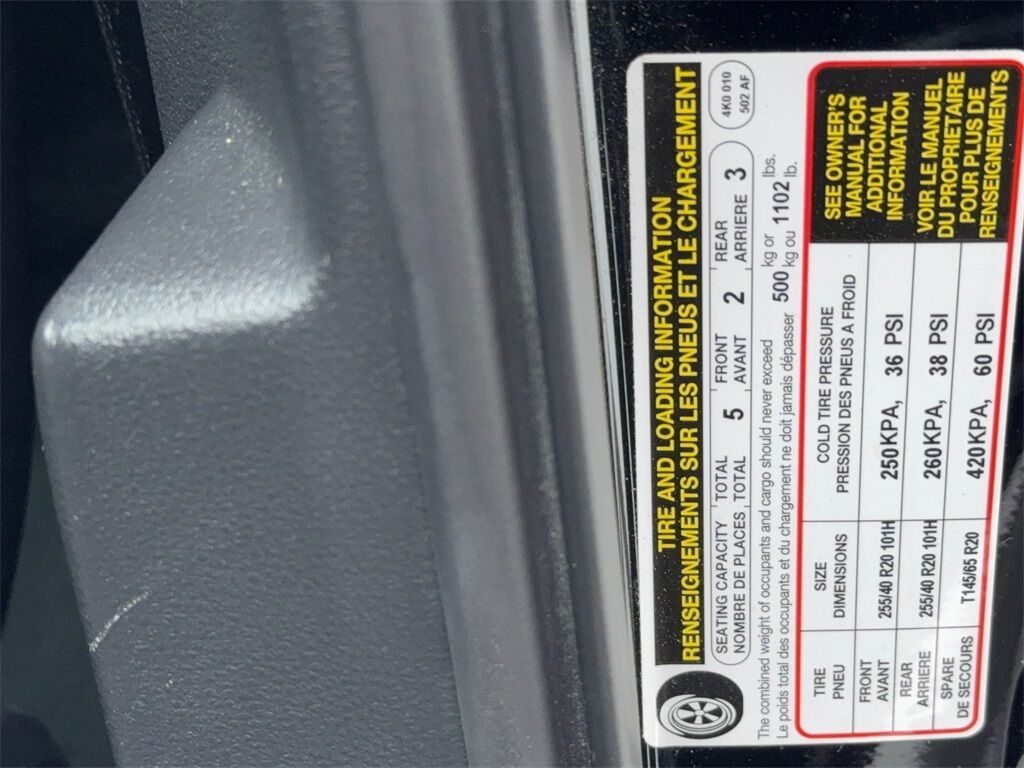 TIRE AND LOADING INFORMATION
RENSEIGNEMENTS SUR LES PNEUS ET LE CHARGEMENT
SEATING CAPACITY TOTAL 5 FRONT 2 REAR 3
NOMBRE DE PLACES TOTAL AVANT ARRIERE
4K0 010
502 AF
The combined weight of occupants and cargo should never exceed 500 kg or 1102 lbs.
Le poids total des occupants et du chargement ne doit jamais dépasser kg ou lb.
TIRE SIZE COLD TIRE PRESSURE
PNEU DIMENSIONS PRESSION DES PNEUS A FROID
FRONT
AVANT 255/40 R20 101H 250KPA, 36 PSI
REAR
ARRIERE 255/40 R20 101H 260KPA, 38 PSI
SPARE
DE SECOURS T145/65 R20 420KPA, 60 PSI
SEE OWNER'S
MANUAL FOR
ADDITIONAL
INFORMATION
VOIR LE MANUEL
DU PROPRIETAIRE
POUR PLUS DE
RENSEIGNEMENTS